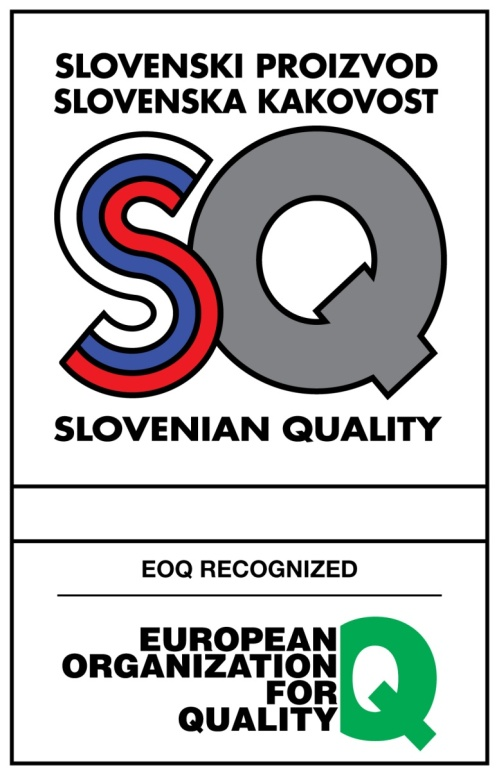 SLOVENSKI PROIZVOD
SLOVENSKA KAKOVOST
SQ
SLOVENIAN QUALITY
EOQ RECOGNIZED
EUROPEAN
ORGANIZATION
FOR
QUALITY
Q